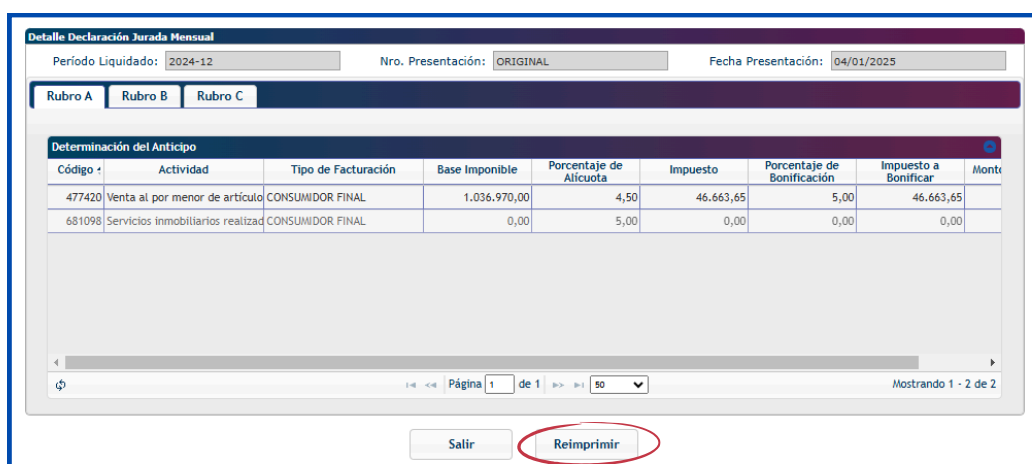 Detalle Declaración Jurada Mensual
Período Liquidado: 2024-12 Nro. Presentación: ORIGINAL Fecha Presentación: 04/01/2025
Rubro A Rubro B Rubro C
Determinación del Anticipo
Código Actividad Tipo de Facturación Base Imponible Porcentaje de Alícuota Impuesto Porcentaje de Bonificación Impuesto a Bonificar Monto
477420 Venta al por menor de artículo CONSUMIDOR FINAL 1.036.970,00 4,50 46.663,65 5,00 46.663,65
681098 Servicios inmobiliarios realizad CONSUMIDOR FINAL 0,00 5,00 0,00 0,00 0,00
Página 1 de 1 50 Mostrando 1 - 2 de 2
Salir Reimprimir